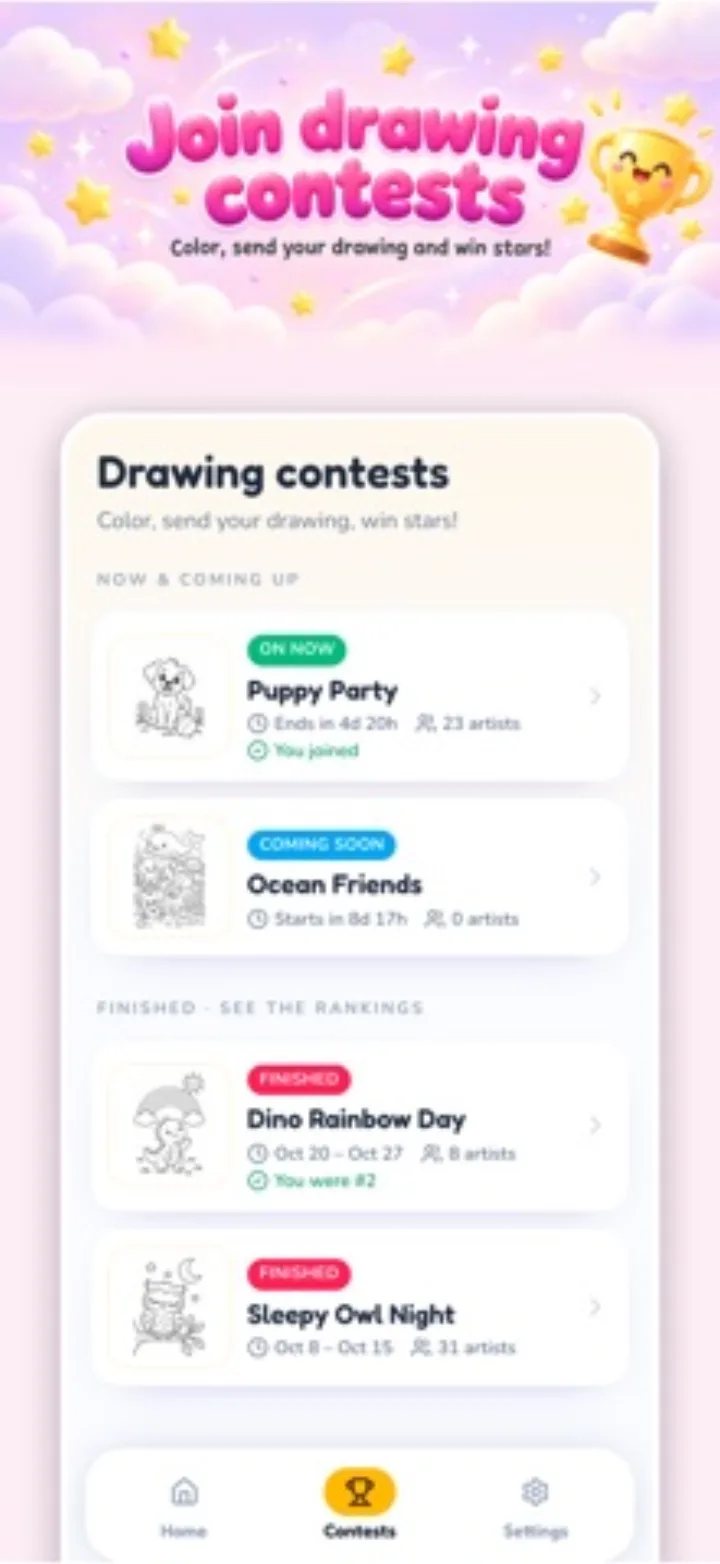 Join drawing
contests
Color, send your drawing and win stars!
Drawing contests
Color, send your drawing, win stars!
NOW & COMING UP
ON NOW
Puppy Party
Ends in 4d 20h 23 artists
You joined
COMING SOON
Ocean Friends
Starts in 8d 17h 0 artists
FINISHED - SEE THE RANKINGS
FINISHED
Dino Rainbow Day
Oct 20 – Oct 27 8 artists
You were #2
FINISHED
Sleepy Owl Night
Oct 8 – Oct 15 31 artists
Home Contests Settings